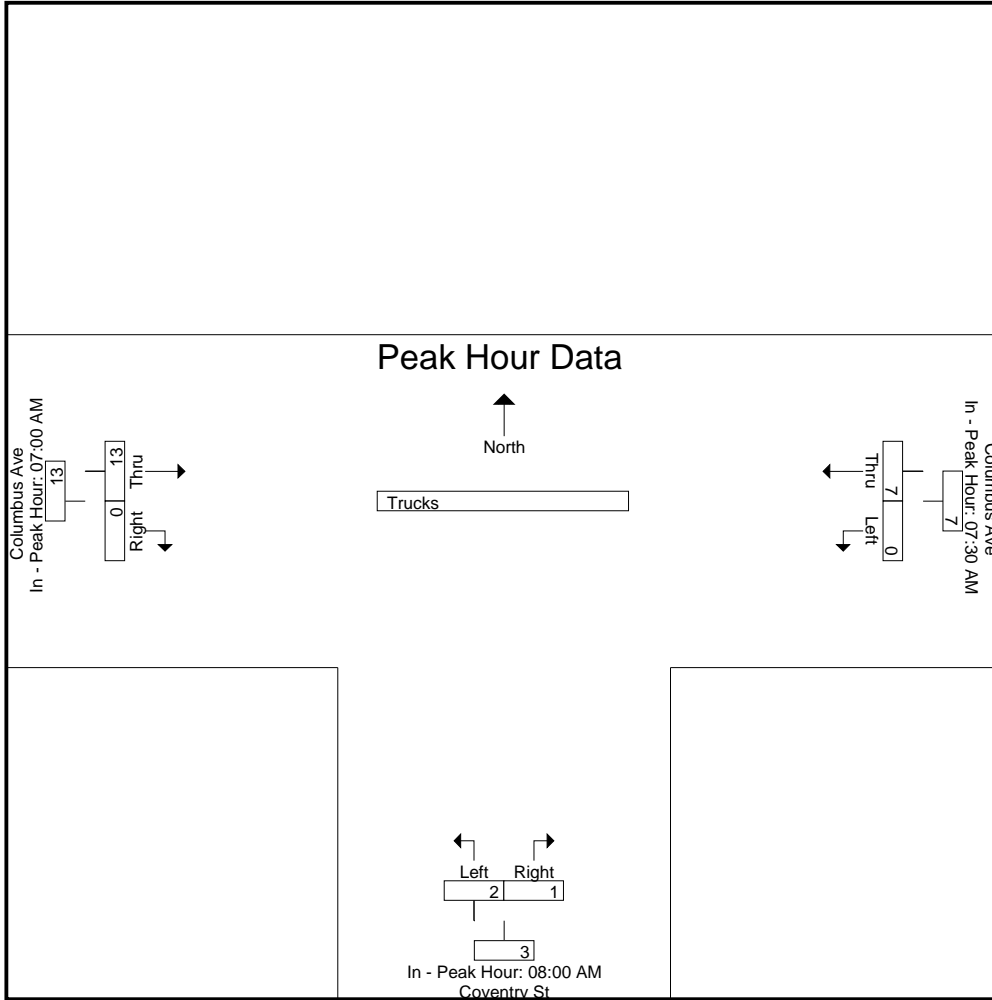 Peak Hour Data
North
Trucks
Columbus Ave
In - Peak Hour: 07:00 AM
13
13
0
Thru
Right
Columbus Ave
In - Peak Hour: 07:30 AM
7
7
0
Thru
Left
Left
Right
2
1
3
In - Peak Hour: 08:00 AM
Coventry St